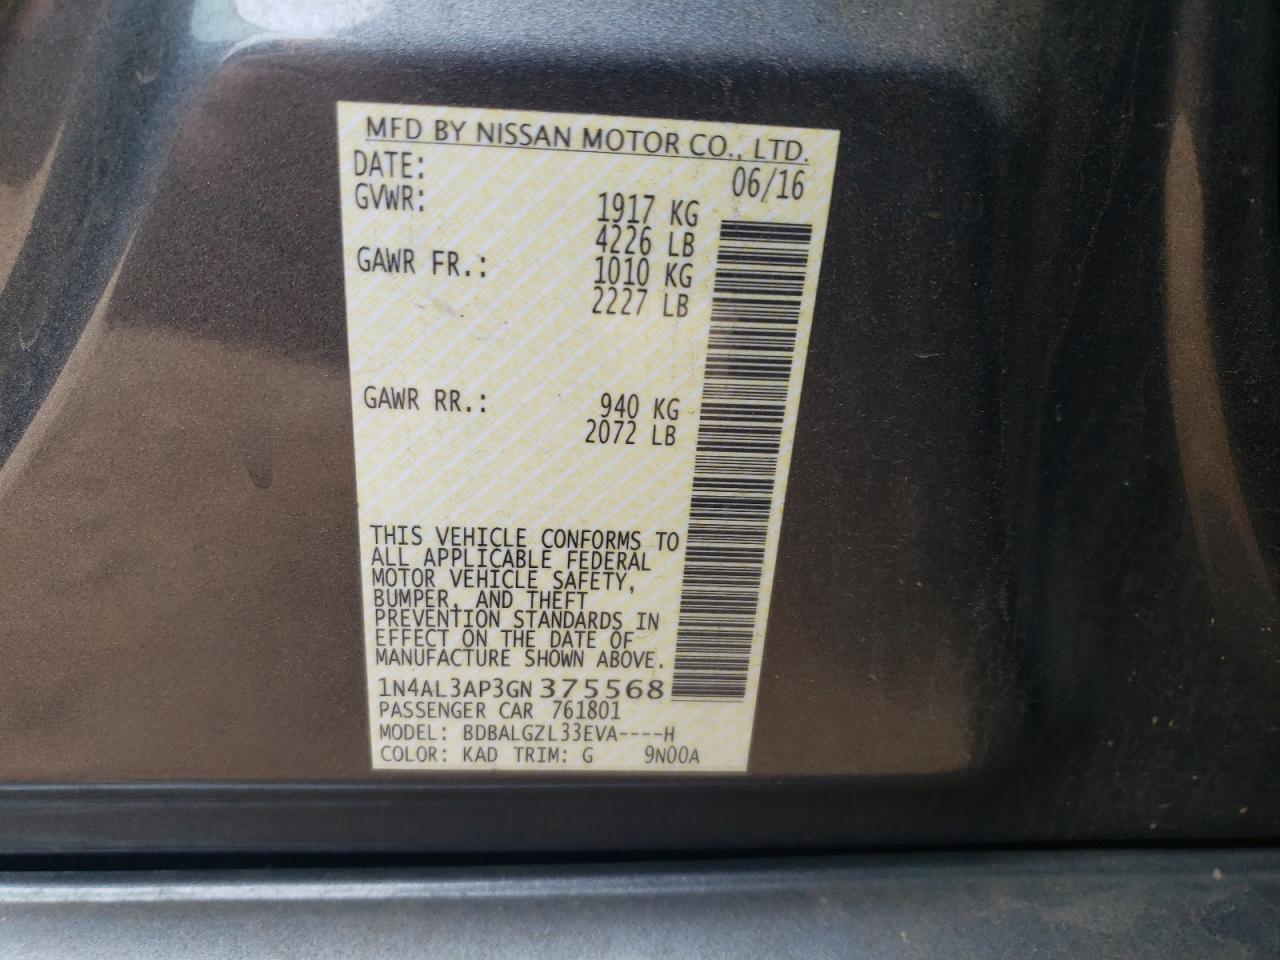 MFD BY NISSAN MOTOR CO., LTD.
DATE: 06/16
GVWR: 1917 KG
4226 LB
GAWR FR.: 1010 KG
2227 LB
GAWR RR.: 940 KG
2072 LB
THIS VEHICLE CONFORMS TO
ALL APPLICABLE FEDERAL
MOTOR VEHICLE SAFETY,
BUMPER, AND THEFT
PREVENTION STANDARDS IN
EFFECT ON THE DATE OF
MANUFACTURE SHOWN ABOVE.
1N4AL3AP3GN375568
PASSENGER CAR 761801
MODEL: BDBALGZL33EVA----H
COLOR: KAD TRIM: G 9N00A